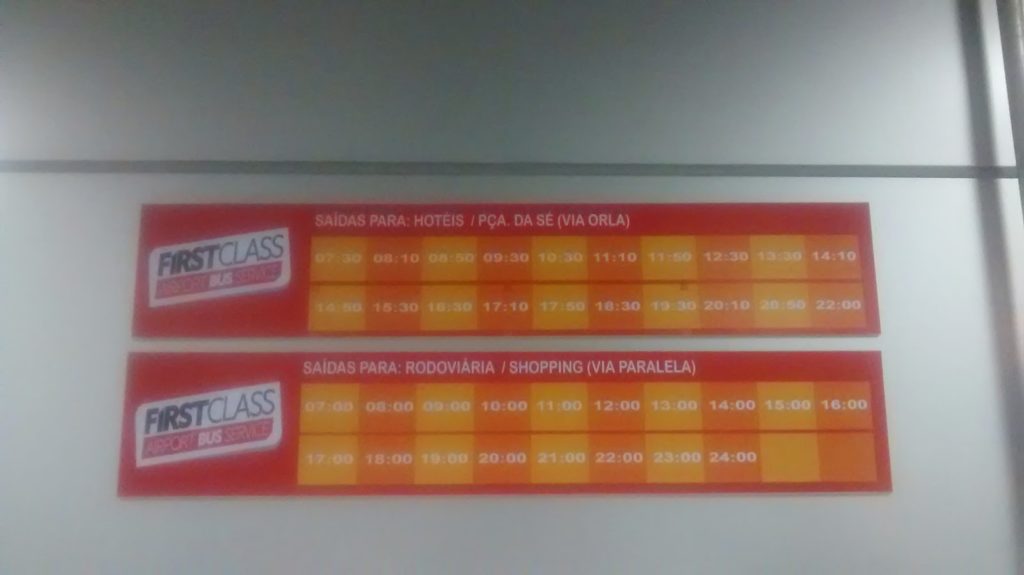 FIRSTCLASS
AIRPORT BUS SERVICE
SAÍDAS PARA: HOTÉIS / PÇA. DA SÉ (VIA ORLA)
07:30 08:10 08:50 09:30 10:30 11:10 11:50 12:30 13:30 14:10
14:50 15:30 16:30 17:10 17:50 18:30 19:30 20:10 20:50 22:00
FIRSTCLASS
AIRPORT BUS SERVICE
SAÍDAS PARA: RODOVIÁRIA / SHOPPING (VIA PARALELA)
07:00 08:00 09:00 10:00 11:00 12:00 13:00 14:00 15:00 16:00
17:00 18:00 19:00 20:00 21:00 22:00 23:00 24:00